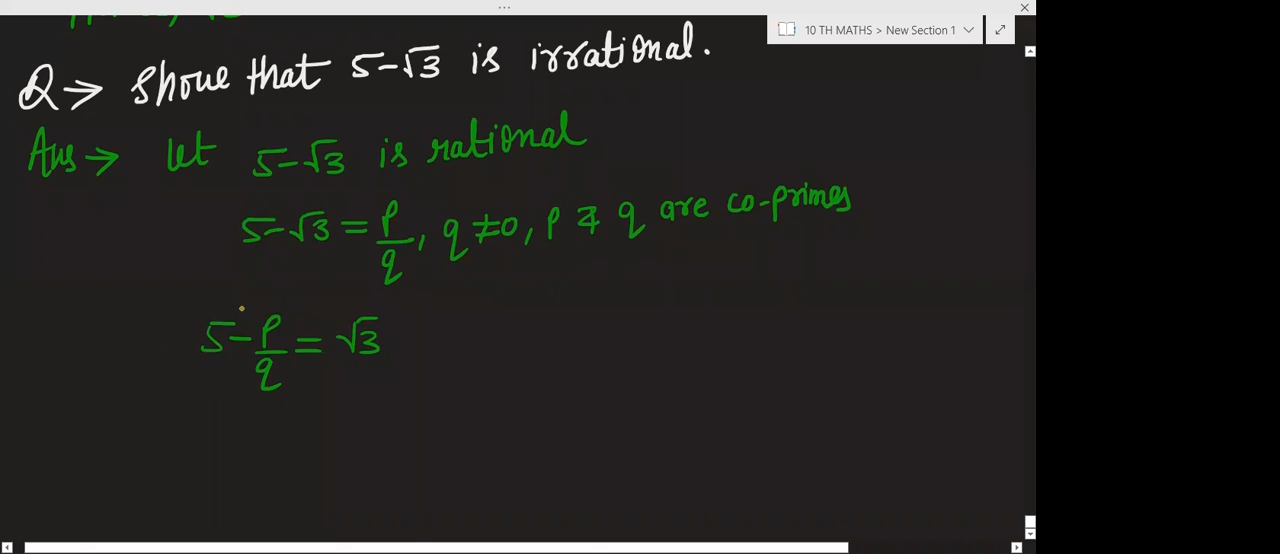 10 TH MATHS > New Section 1
Q → Show that 5-√3 is irrational.
Ans → let 5-√3 is rational
5-√3 = p/q, q ≠ 0, p & q are co-primes
5 - p/q = √3